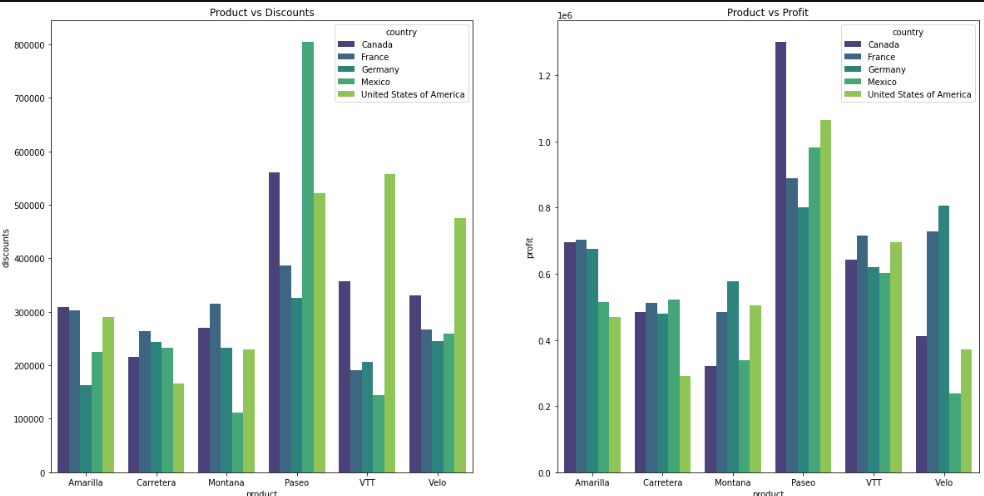 Product vs Discounts
country
Canada
France
Germany
Mexico
United States of America
800000
700000
600000
500000
400000
300000
200000
100000
0
discounts
Amarilla Carretera Montana Paseo VTT Velo
product
Product vs Profit
1e6
country
Canada
France
Germany
Mexico
United States of America
1.2
1.0
0.8
0.6
0.4
0.2
0.0
profit
Amarilla Carretera Montana Paseo VTT Velo
product